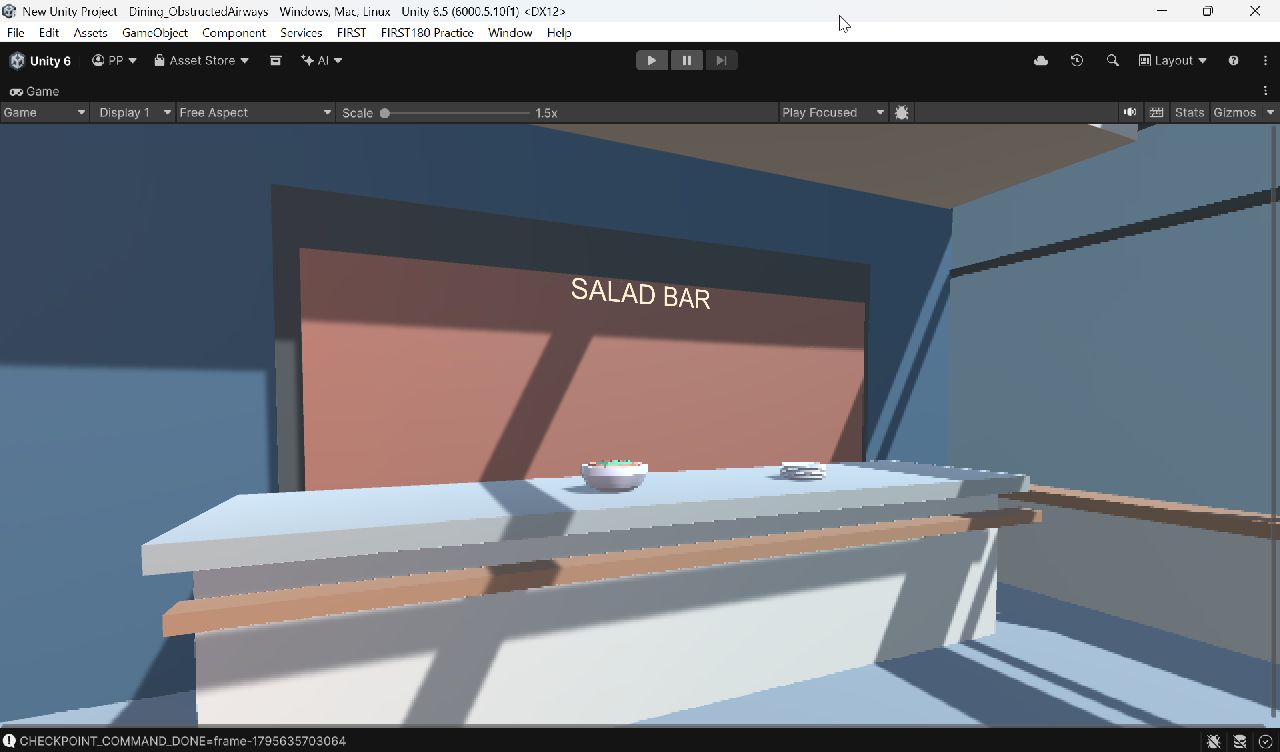 New Unity Project - Dining_ObstructedAirways - Windows, Mac, Linux - Unity 6.5 (6000.5.10f1) <DX12>
File Edit Assets GameObject Component Services FIRST FIRST180 Practice Window Help
Unity 6 PP Asset Store AI Layout
Game
Game Display 1 Free Aspect Scale 1.5x Play Focused Stats Gizmos
SALAD BAR
CHECKPOINT_COMMAND_DONE=frame-1795635703064